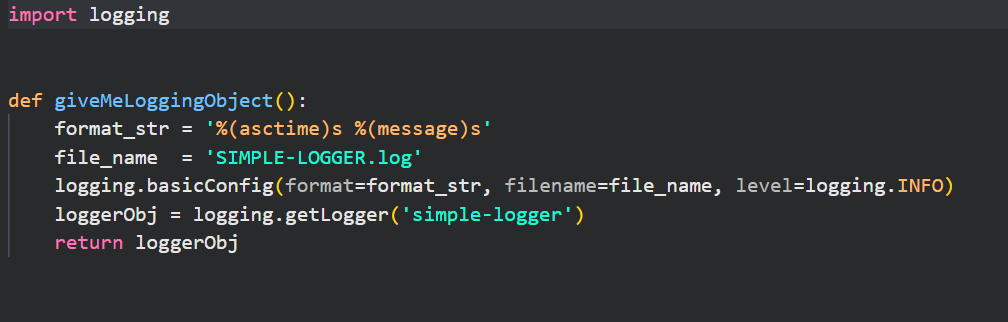 import logging
def giveMeLoggingObject():
    format_str = '%(asctime)s %(message)s'
    file_name  = 'SIMPLE-LOGGER.log'
    logging.basicConfig(format=format_str, filename=file_name, level=logging.INFO)
    loggerObj = logging.getLogger('simple-logger')
    return loggerObj